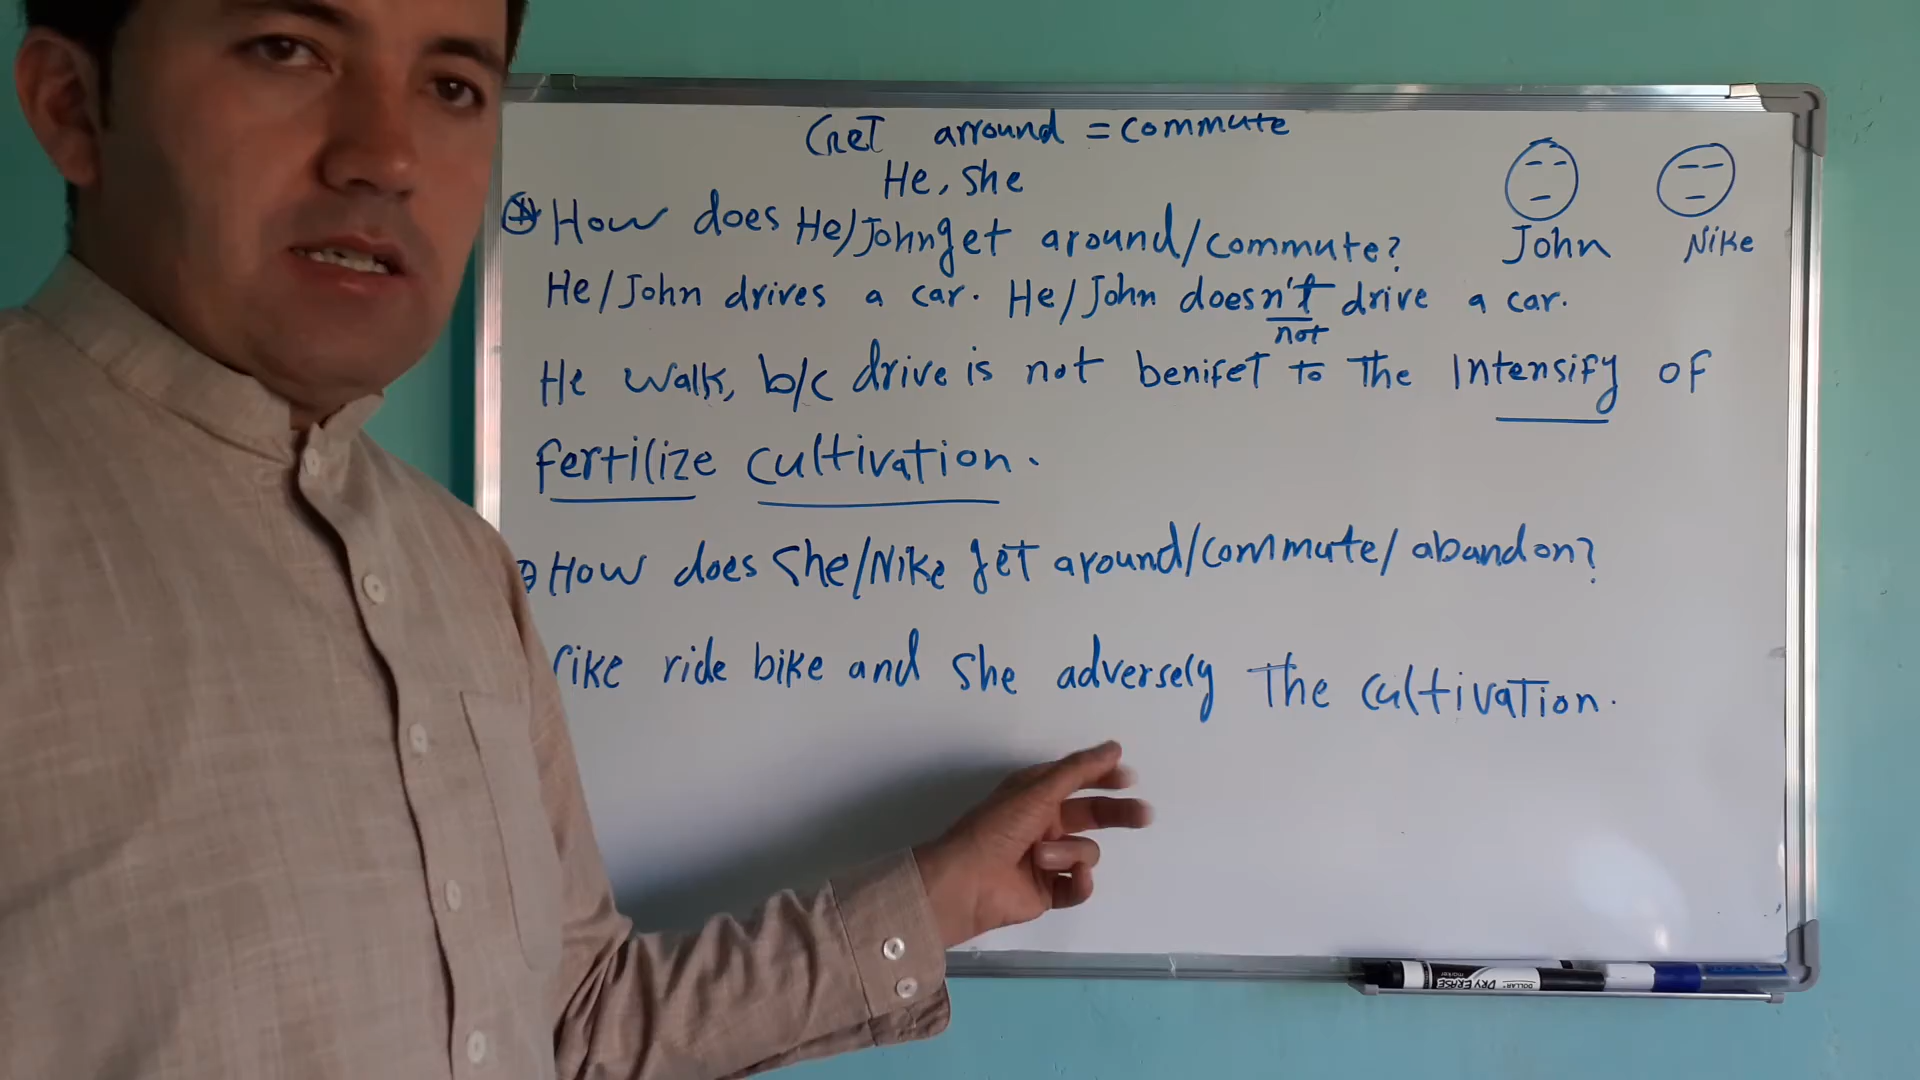 Get arround = commute
He, she
How does He/John get around/commute?
John
Nike
He/John drives a car. He/John doesn't drive a car.
not
He walk, b/c drive is not benifet to The Intensify of
fertilize cultivation.
How does She/Nike get around/commute/abandon?
ride bike and she adversely The cultivation.
DOLLAR DRY ERASE marker